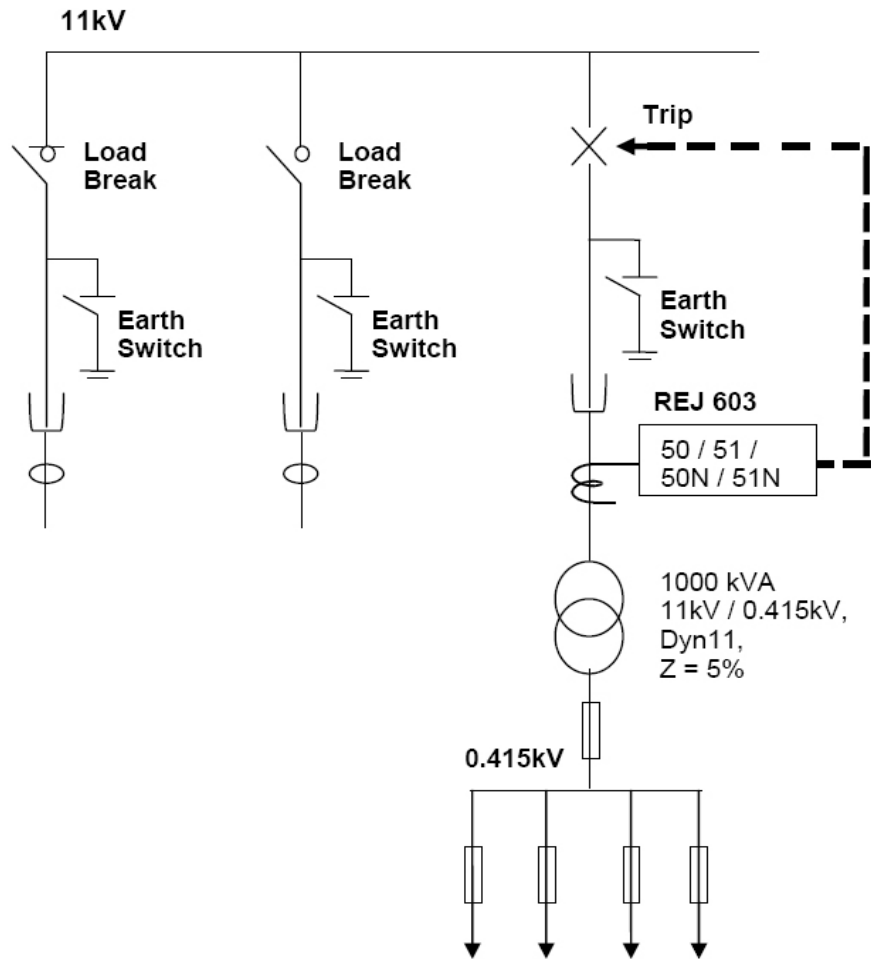 11kV
Trip
Load
Break
Load
Break
Earth
Switch
Earth
Switch
Earth
Switch
REJ 603
50 / 51 /
50N / 51N
1000 kVA
11kV / 0.415kV,
Dyn11,
Z = 5%
0.415kV